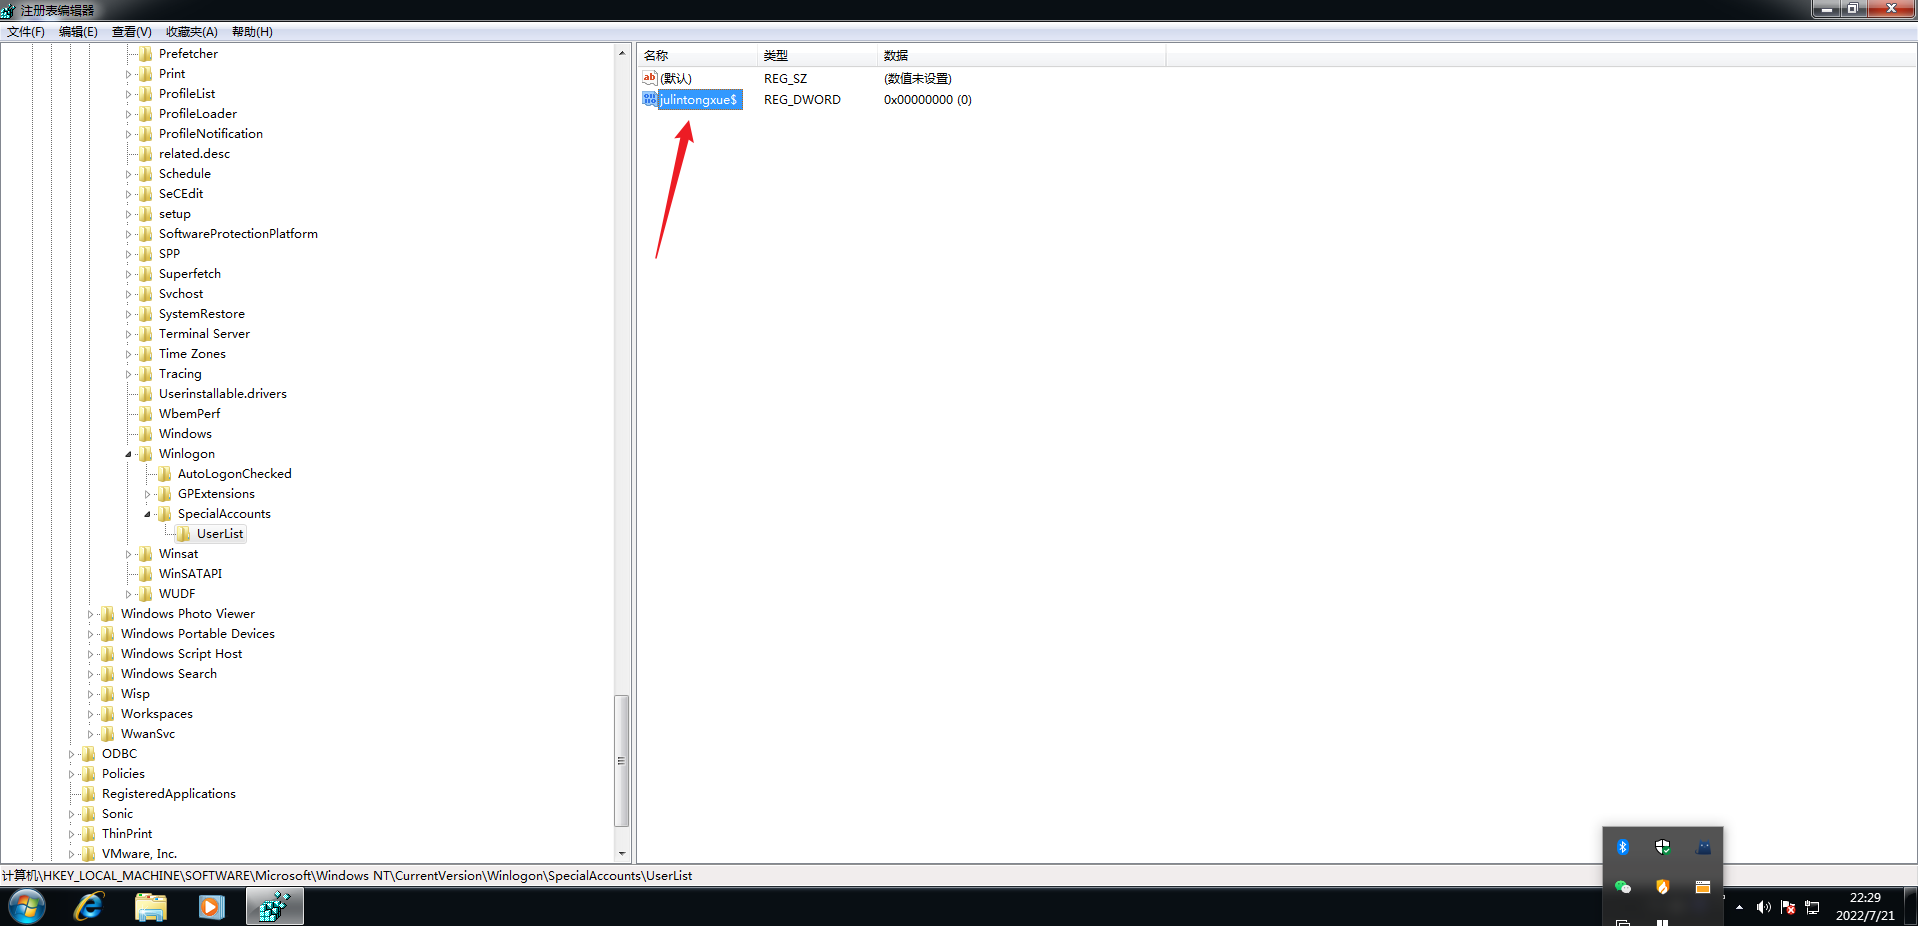 注册表编辑器
文件(F) 编辑(E) 查看(V) 收藏夹(A) 帮助(H)
Prefetcher
Print
ProfileList
ProfileLoader
ProfileNotification
related.desc
Schedule
SeCEdit
setup
SoftwareProtectionPlatform
SPP
Superfetch
Svchost
SystemRestore
Terminal Server
Time Zones
Tracing
Userinstallable.drivers
WbemPerf
Windows
Winlogon
AutoLogonChecked
GPExtensions
SpecialAccounts
UserList
Winsat
WinSATAPI
WUDF
Windows Photo Viewer
Windows Portable Devices
Windows Script Host
Windows Search
Wisp
Workspaces
WwanSvc
ODBC
Policies
RegisteredApplications
Sonic
ThinPrint
VMware, Inc.
名称 类型 数据
(默认) REG_SZ (数值未设置)
julintongxue$ REG_DWORD 0x00000000 (0)
计算机\HKEY_LOCAL_MACHINE\SOFTWARE\Microsoft\Windows NT\CurrentVersion\Winlogon\SpecialAccounts\UserList
22:29
2022/7/21